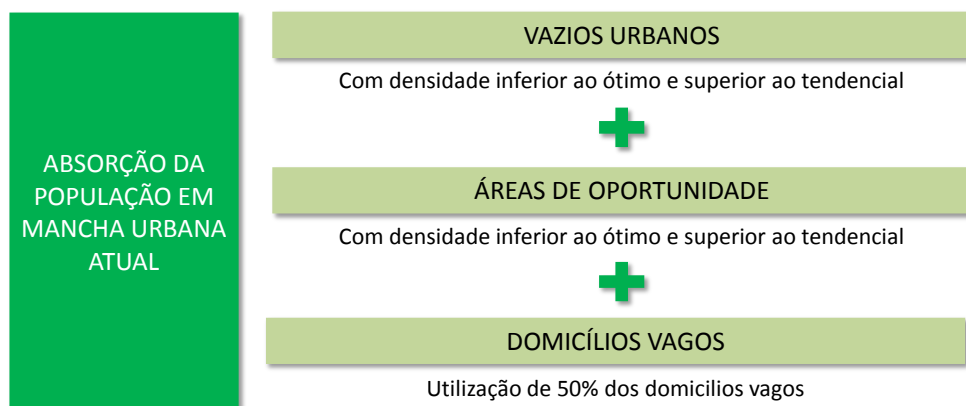 ABSORÇÃO DA
POPULAÇÃO EM
MANCHA URBANA
ATUAL
VAZIOS URBANOS
Com densidade inferior ao ótimo e superior ao tendencial
ÁREAS DE OPORTUNIDADE
Com densidade inferior ao ótimo e superior ao tendencial
DOMICÍLIOS VAGOS
Utilização de 50% dos domicilios vagos